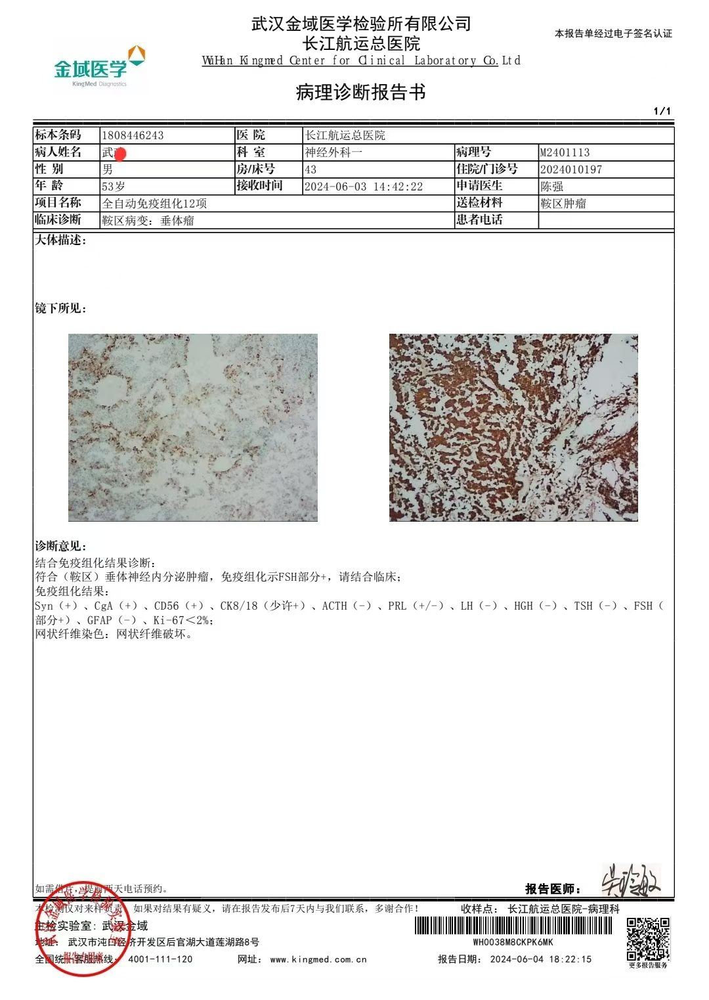 武汉金域医学检验所有限公司
长江航运总医院
本报告单经过电子签名认证
WuHan Kingmed Center for Clinical Laboratory Co.Ltd
金域医学
KingMed Diagnostics
病理诊断报告书
1/1
标本条码 1808446243 医 院 长江航运总医院
病人姓名 武 科 室 神经外科一 病理号 M2401113
性 别 男 房/床号 43 住院/门诊号 2024010197
年 龄 53岁 接收时间 2024-06-03 14:42:22 申请医生 陈强
项目名称 全自动免疫组化12项 送检材料 鞍区肿瘤
临床诊断 鞍区病变: 垂体瘤 患者电话
大体描述:
镜下所见:
诊断意见:
结合免疫组化结果诊断:
符合（鞍区）垂体神经内分泌肿瘤，免疫组化示FSH部分+，请结合临床;
免疫组化结果:
Syn（+）、CgA（+）、CD56（+）、CK8/18（少许+）、ACTH（-）、PRL（+/-）、LH（-）、HGH（-）、TSH（-）、FSH（
部分+）、GFAP（-）、Ki-67＜2%;
网状纤维染色: 网状纤维破坏。
如需借片,提前两天电话预约。
报告医师:
本检测仅对来样负责，如果对结果有疑义，请在报告发布后7天内与我们联系，多谢合作!
收样点: 长江航运总医院-病理科
主检实验室: 武汉金域
地址: 武汉市沌口经济开发区后官湖大道莲湖路8号
WH0038M8CKPK6MK
全国统一客服热线: 4001-111-120 网址: www.kingmed.com.cn 报告日期: 2024-06-04 18:22:15
更多报告服务
报告专用章